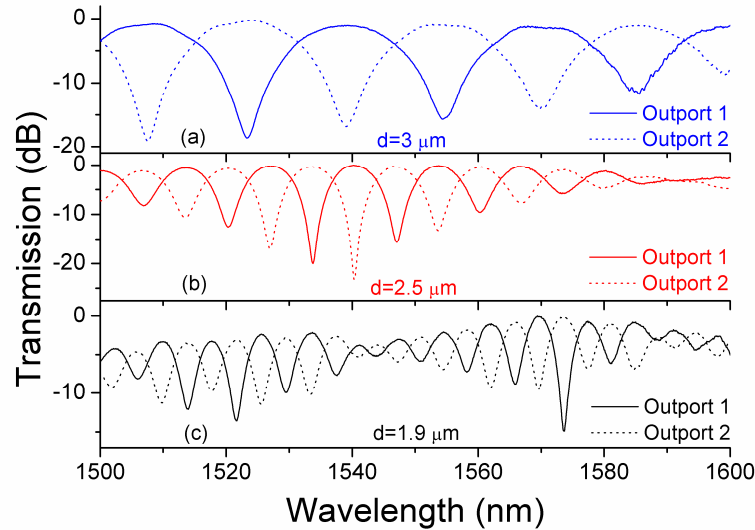 0
-10
-20
Outport 1
Outport 2
(a)
d=3 μm
0
-10
-20
Outport 1
Outport 2
(b)
d=2.5 μm
0
-10
Outport 1
Outport 2
(c)
d=1.9 μm
Transmission (dB)
1500 1520 1540 1560 1580 1600
Wavelength (nm)